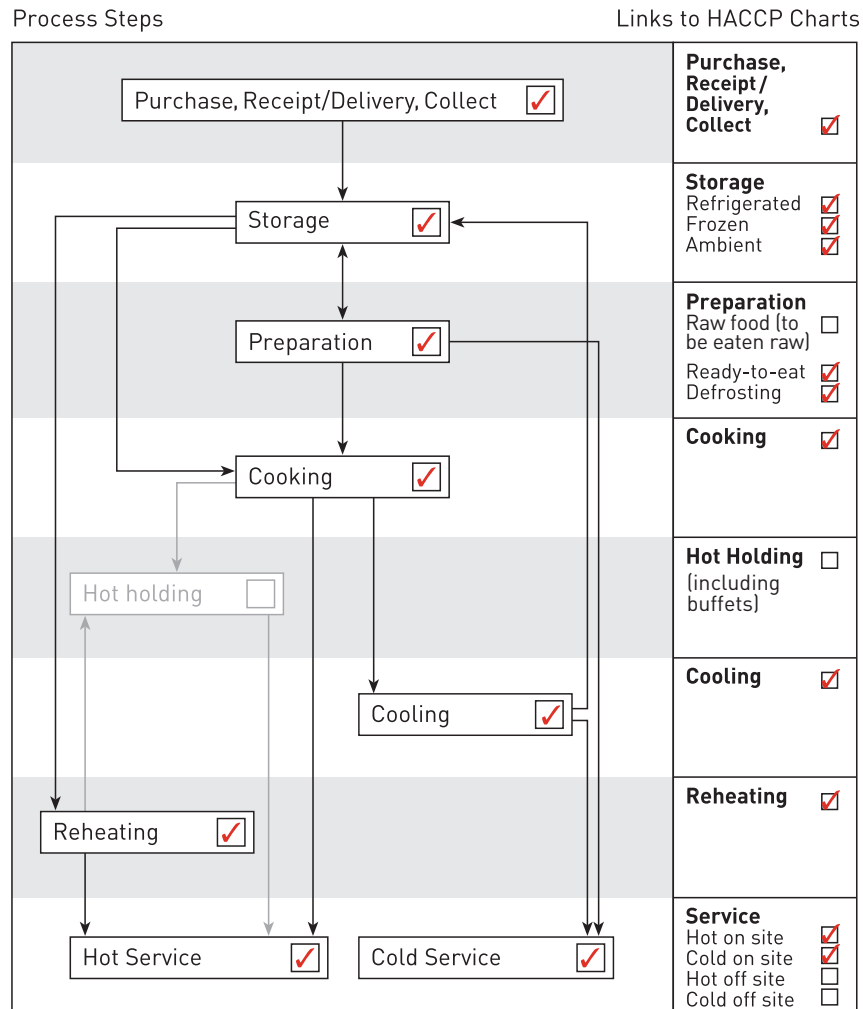 Process Steps
Links to HACCP Charts
Purchase, Receipt/Delivery, Collect
Purchase,
Receipt/
Delivery,
Collect
Storage
Storage
Refrigerated
Frozen
Ambient
Preparation
Preparation
Raw food (to
be eaten raw)
Ready-to-eat
Defrosting
Cooking
Cooking
Hot holding
Hot Holding
(including
buffets)
Cooling
Cooling
Reheating
Reheating
Hot Service
Cold Service
Service
Hot on site
Cold on site
Hot off site
Cold off site